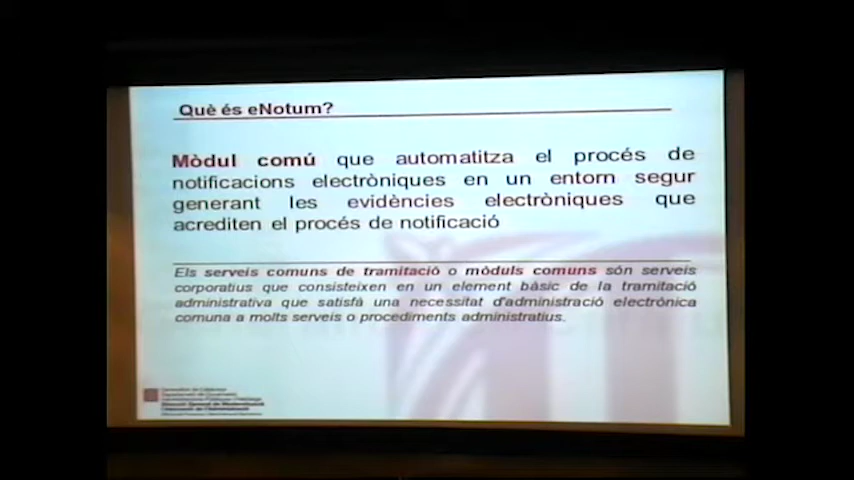 Què és eNotum?
Mòdul comú que automatitza el procés de
notificacions electròniques en un entorn segur
generant les evidències electròniques que
acrediten el procés de notificació
Els serveis comuns de tramitació o mòduls comuns són serveis
corporatius que consisteixen en un element bàsic de la tramitació
administrativa que satisfà una necessitat d'administració electrònica
comuna a molts serveis o procediments administratius.